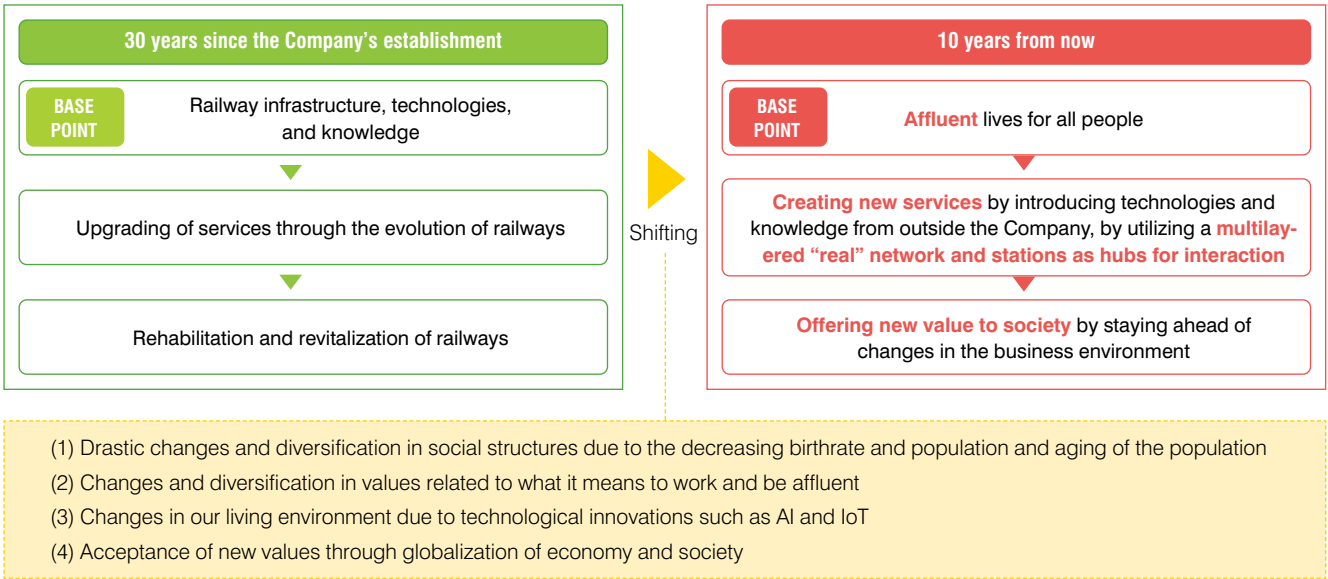 30 years since the Company’s establishment
BASE
POINT
Railway infrastructure, technologies,
and knowledge
Upgrading of services through the evolution of railways
Rehabilitation and revitalization of railways
Shifting
10 years from now
BASE
POINT
Affluent lives for all people
Creating new services by introducing technologies and
knowledge from outside the Company, by utilizing a multilay-
ered “real” network and stations as hubs for interaction
Offering new value to society by staying ahead of
changes in the business environment
(1) Drastic changes and diversification in social structures due to the decreasing birthrate and population and aging of the population
(2) Changes and diversification in values related to what it means to work and be affluent
(3) Changes in our living environment due to technological innovations such as AI and IoT
(4) Acceptance of new values through globalization of economy and society